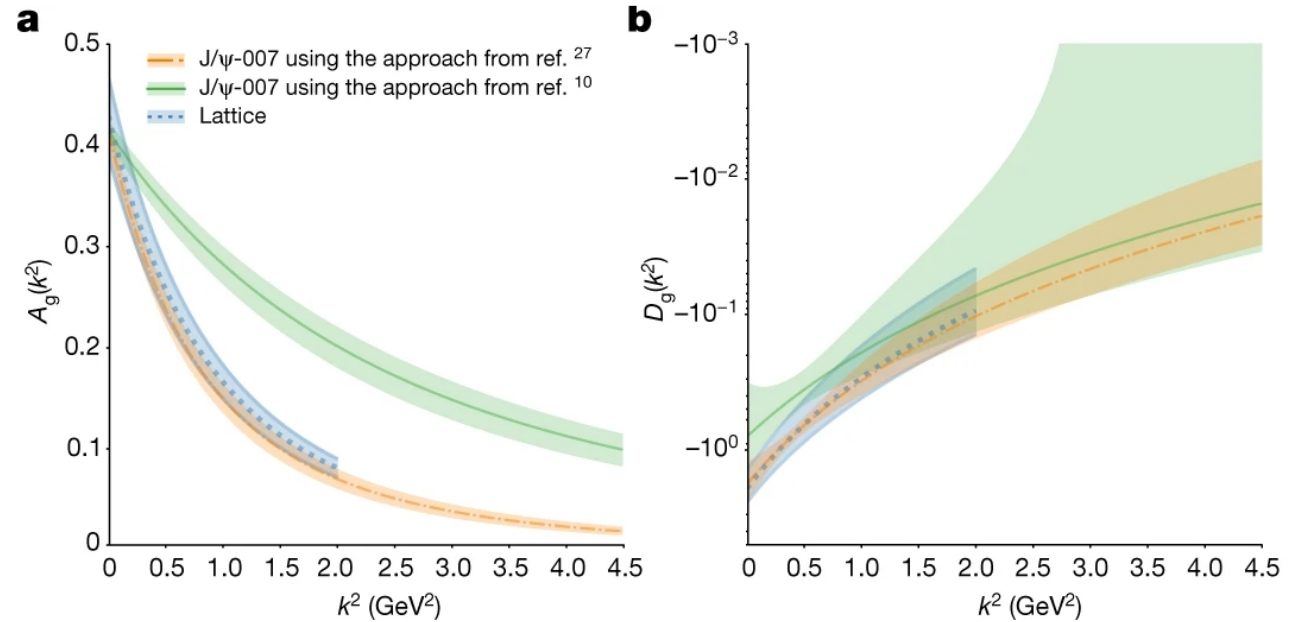 a
0.5
0.4
0.3
0.2
0.1
0
A_g(k²)
J/ψ-007 using the approach from ref. ²⁷
J/ψ-007 using the approach from ref. ¹⁰
Lattice
0 0.5 1.0 1.5 2.0 2.5 3.0 3.5 4.0 4.5
k² (GeV²)
b
−10⁻³
−10⁻²
−10⁻¹
−10⁰
D_g(k²)
0 0.5 1.0 1.5 2.0 2.5 3.0 3.5 4.0 4.5
k² (GeV²)